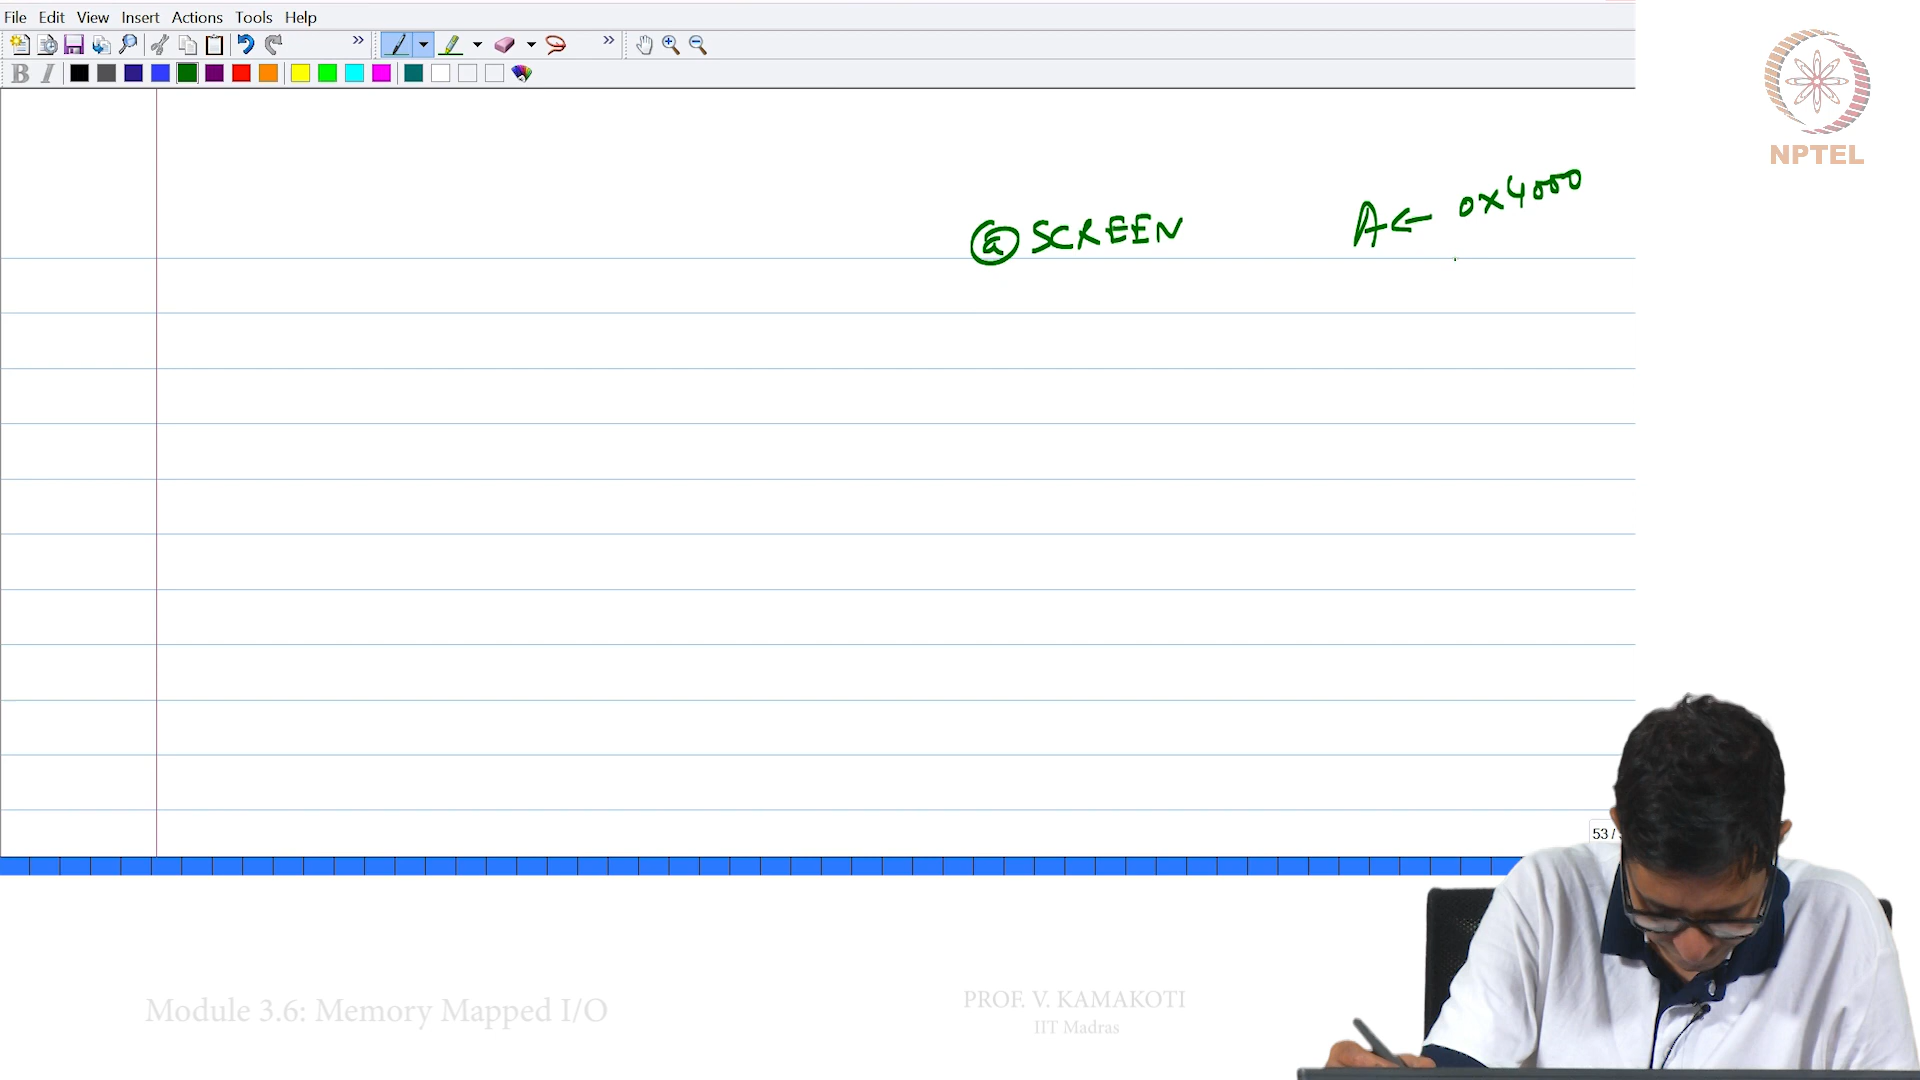 File Edit View Insert Actions Tools Help
» »
B I
NPTEL
@ SCREEN A ← 0x4000
53 /
Module 3.6: Memory Mapped I/O
PROF. V. KAMAKOTI
IIT Madras